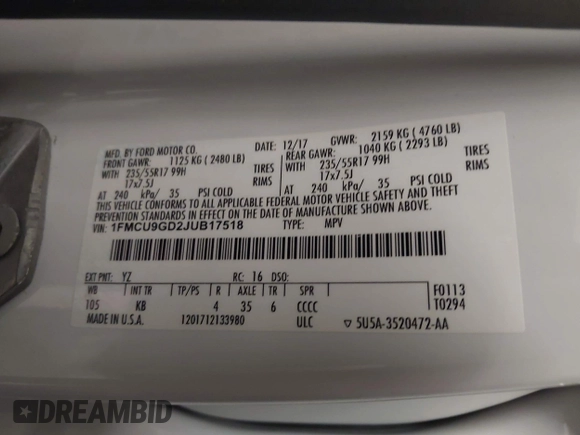 MFD. BY FORD MOTOR CO. DATE: 12/17 GVWR: 2159 KG ( 4760 LB)
FRONT GAWR: 1125 KG ( 2480 LB) REAR GAWR: 1040 KG ( 2293 LB)
WITH 235/55R17 99H TIRES WITH 235/55R17 99H TIRES
17x7.5J RIMS 17x7.5J RIMS
AT 240 kPa/ 35 PSI COLD AT 240 kPa/ 35 PSI COLD
THIS VEHICLE CONFORMS TO ALL APPLICABLE FEDERAL MOTOR VEHICLE SAFETY AND THEFT
PREVENTION STANDARDS IN EFFECT ON THE DATE OF MANUFACTURE SHOWN ABOVE.
VIN: 1FMCU9GD2JUB17518 TYPE: MPV
EXT PNT: YZ RC: 16 DSO:
WB INT TR TP/PS R AXLE TR SPR F0113
105 KB 4 35 6 CCCC T0294
MADE IN U.S.A. 1201712133980 ULC ▽ 5U5A-3520472-AA
DREAMBID